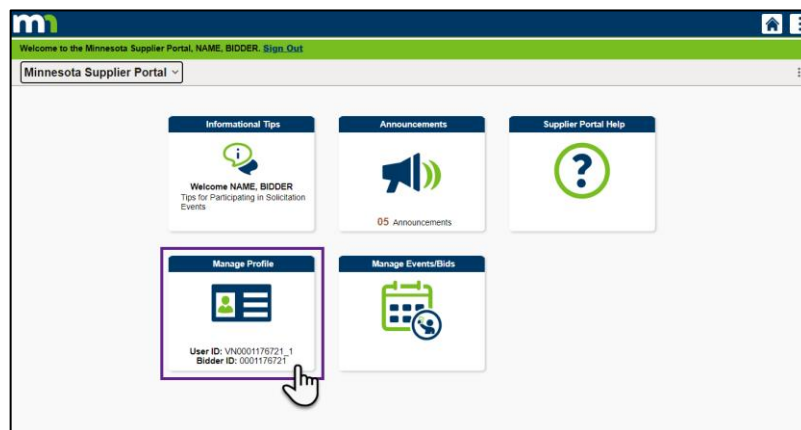 mn
Welcome to the Minnesota Supplier Portal, NAME, BIDDER. Sign Out
Minnesota Supplier Portal
Informational Tips
Welcome NAME, BIDDER
Tips for Participating in Solicitation
Events
Announcements
05 Announcements
Supplier Portal Help
?
Manage Profile
User ID: VN0001176721_1
Bidder ID: 0001176721
Manage Events/Bids